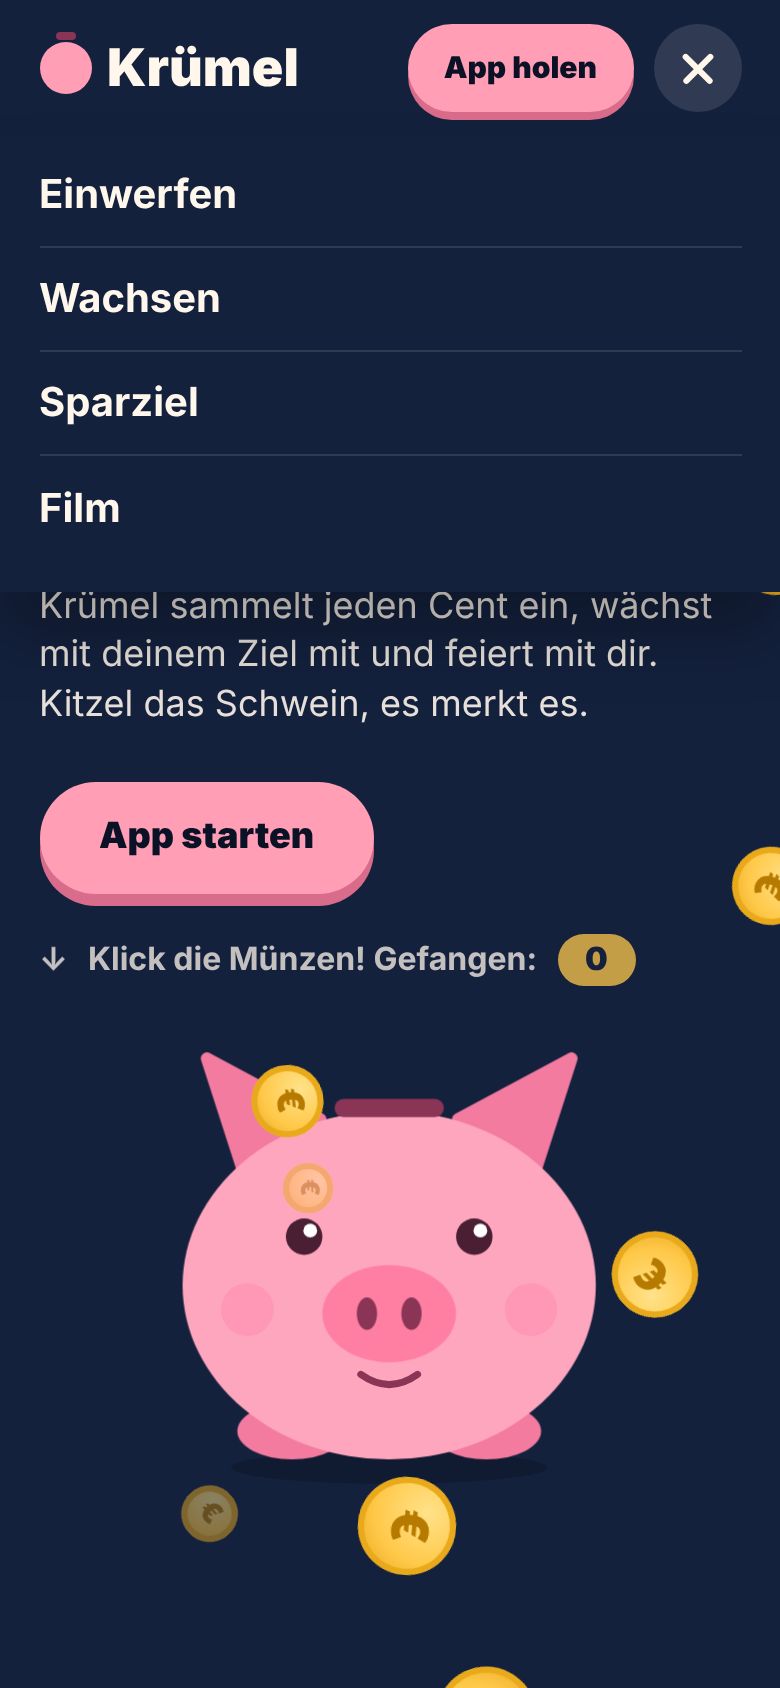 Krümel
App holen
Einwerfen
Wachsen
Sparziel
Film
Krümel sammelt jeden Cent ein, wächst
mit deinem Ziel mit und feiert mit dir.
Kitzel das Schwein, es merkt es.
App starten
↓ Klick die Münzen! Gefangen: 0
€
€
€
€
€
€